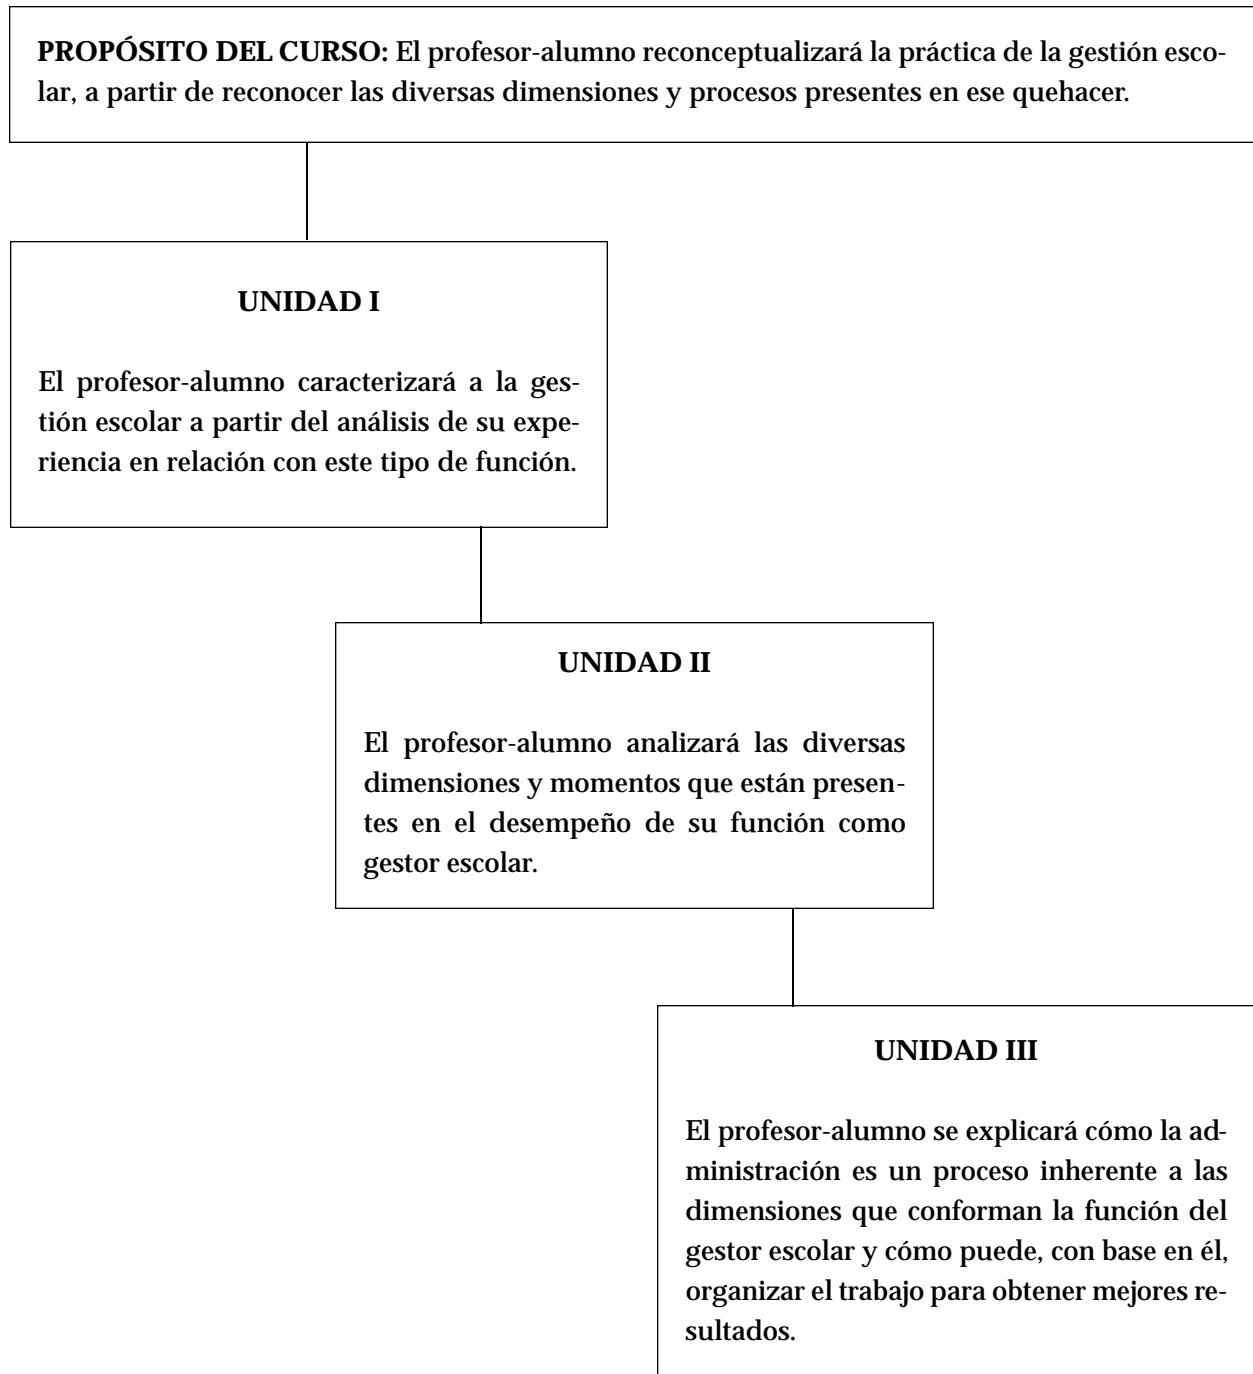 PROPÓSITO DEL CURSO: El profesor-alumno reconceptualizará la práctica de la gestión esco-
lar, a partir de reconocer las diversas dimensiones y procesos presentes en ese quehacer.
UNIDAD I
El profesor-alumno caracterizará a la ges-
tión escolar a partir del análisis de su expe-
riencia en relación con este tipo de función.
UNIDAD II
El profesor-alumno analizará las diversas
dimensiones y momentos que están presen-
tes en el desempeño de su función como
gestor escolar.
UNIDAD III
El profesor-alumno se explicará cómo la ad-
ministración es un proceso inherente a las
dimensiones que conforman la función del
gestor escolar y cómo puede, con base en él,
organizar el trabajo para obtener mejores re-
sultados.